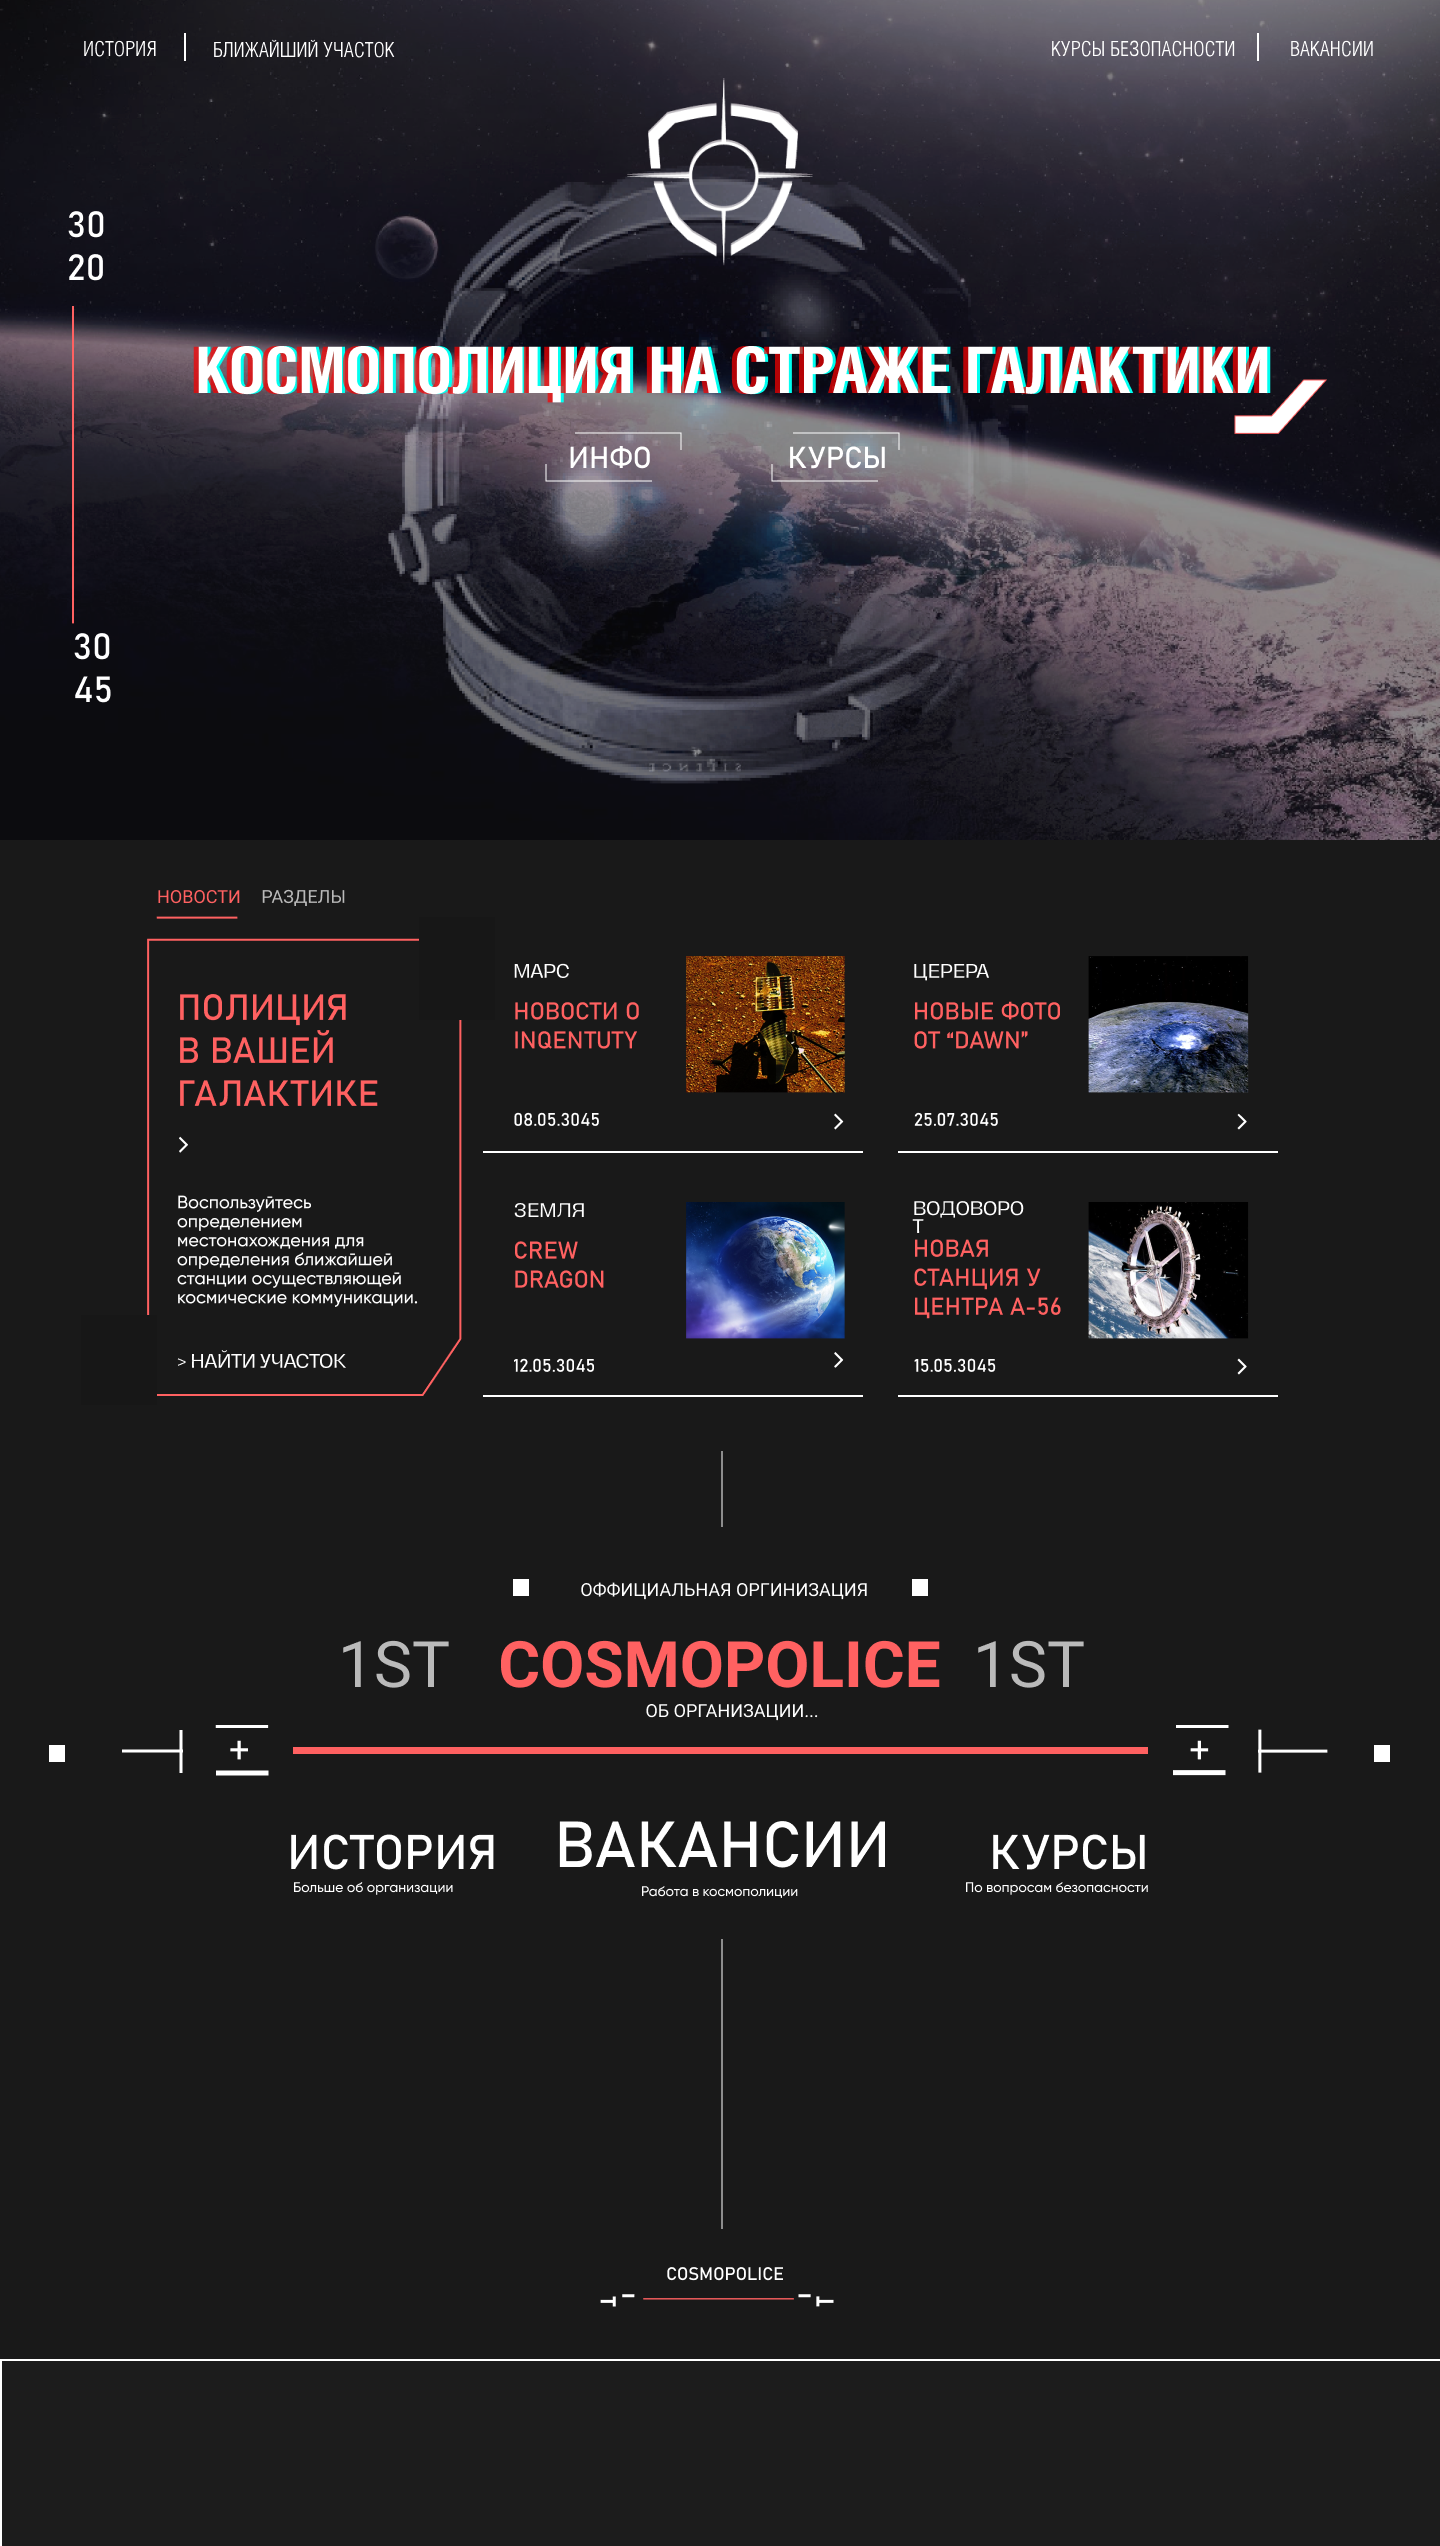 ИСТОРИЯ
БЛИЖАЙШИЙ УЧАСТОК
КУРСЫ БЕЗОПАСНОСТИ
ВАКАНСИИ
30
20
КОСМОПОЛИЦИЯ НА СТРАЖЕ ГАЛАКТИКИ
ИНФО
КУРСЫ
30
45
НОВОСТИ
РАЗДЕЛЫ
ПОЛИЦИЯ
В ВАШЕЙ
ГАЛАКТИКЕ
Воспользуйтесь
определением
местонахождения для
определения ближайшей
станции осуществляющей
космические коммуникации.
> НАЙТИ УЧАСТОК
МАРС
НОВОСТИ О
INQENTUTY
08.05.3045
ЦЕРЕРА
НОВЫЕ ФОТО
ОТ “DAWN”
25.07.3045
ЗЕМЛЯ
CREW
DRAGON
12.05.3045
ВОДОВОРО
Т
НОВАЯ
СТАНЦИЯ У
ЦЕНТРА А-56
15.05.3045
ОФФИЦИАЛЬНАЯ ОРГИНИЗАЦИЯ
1ST COSMOPOLICE 1ST
ОБ ОРГАНИЗАЦИИ...
ИСТОРИЯ
Больше об организации
ВАКАНСИИ
Работа в космополиции
КУРСЫ
По вопросам безопасности
COSMOPOLICE